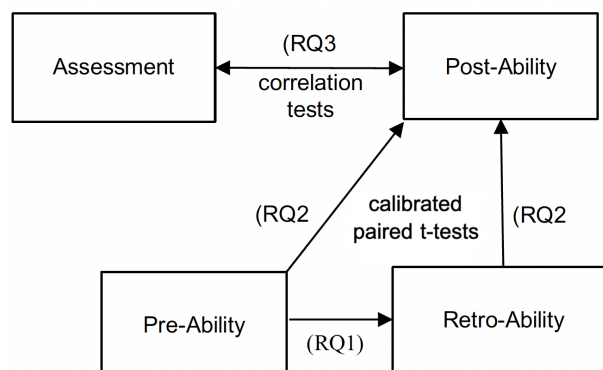 (RQ3
Assessment
Post-Ability
correlation
tests
(RQ2
calibrated
paired t-tests
(RQ2
Pre-Ability
(RQ1)
Retro-Ability